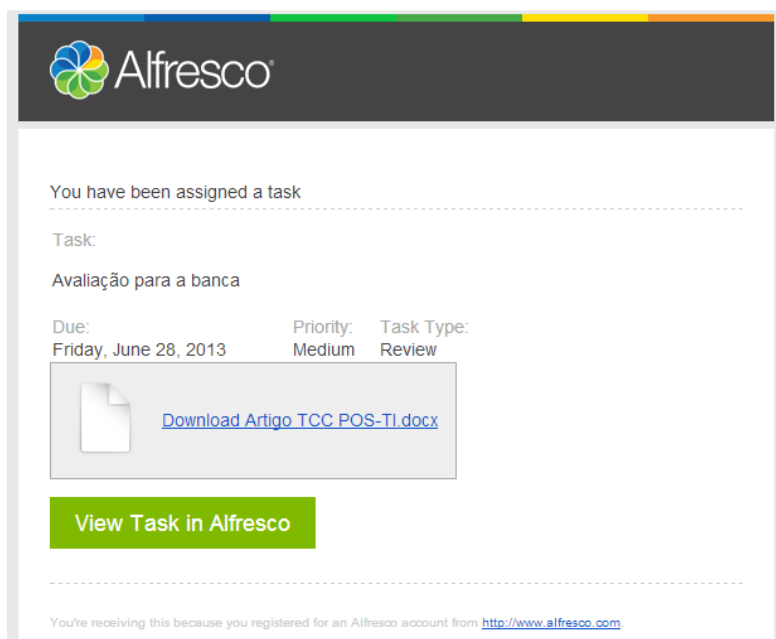 Alfresco
You have been assigned a task
Task:
Avaliação para a banca
Due: Priority: Task Type:
Friday, June 28, 2013 Medium Review
Download Artigo TCC POS-TI.docx
View Task in Alfresco
You're receiving this because you registered for an Alfresco account from http://www.alfresco.com.